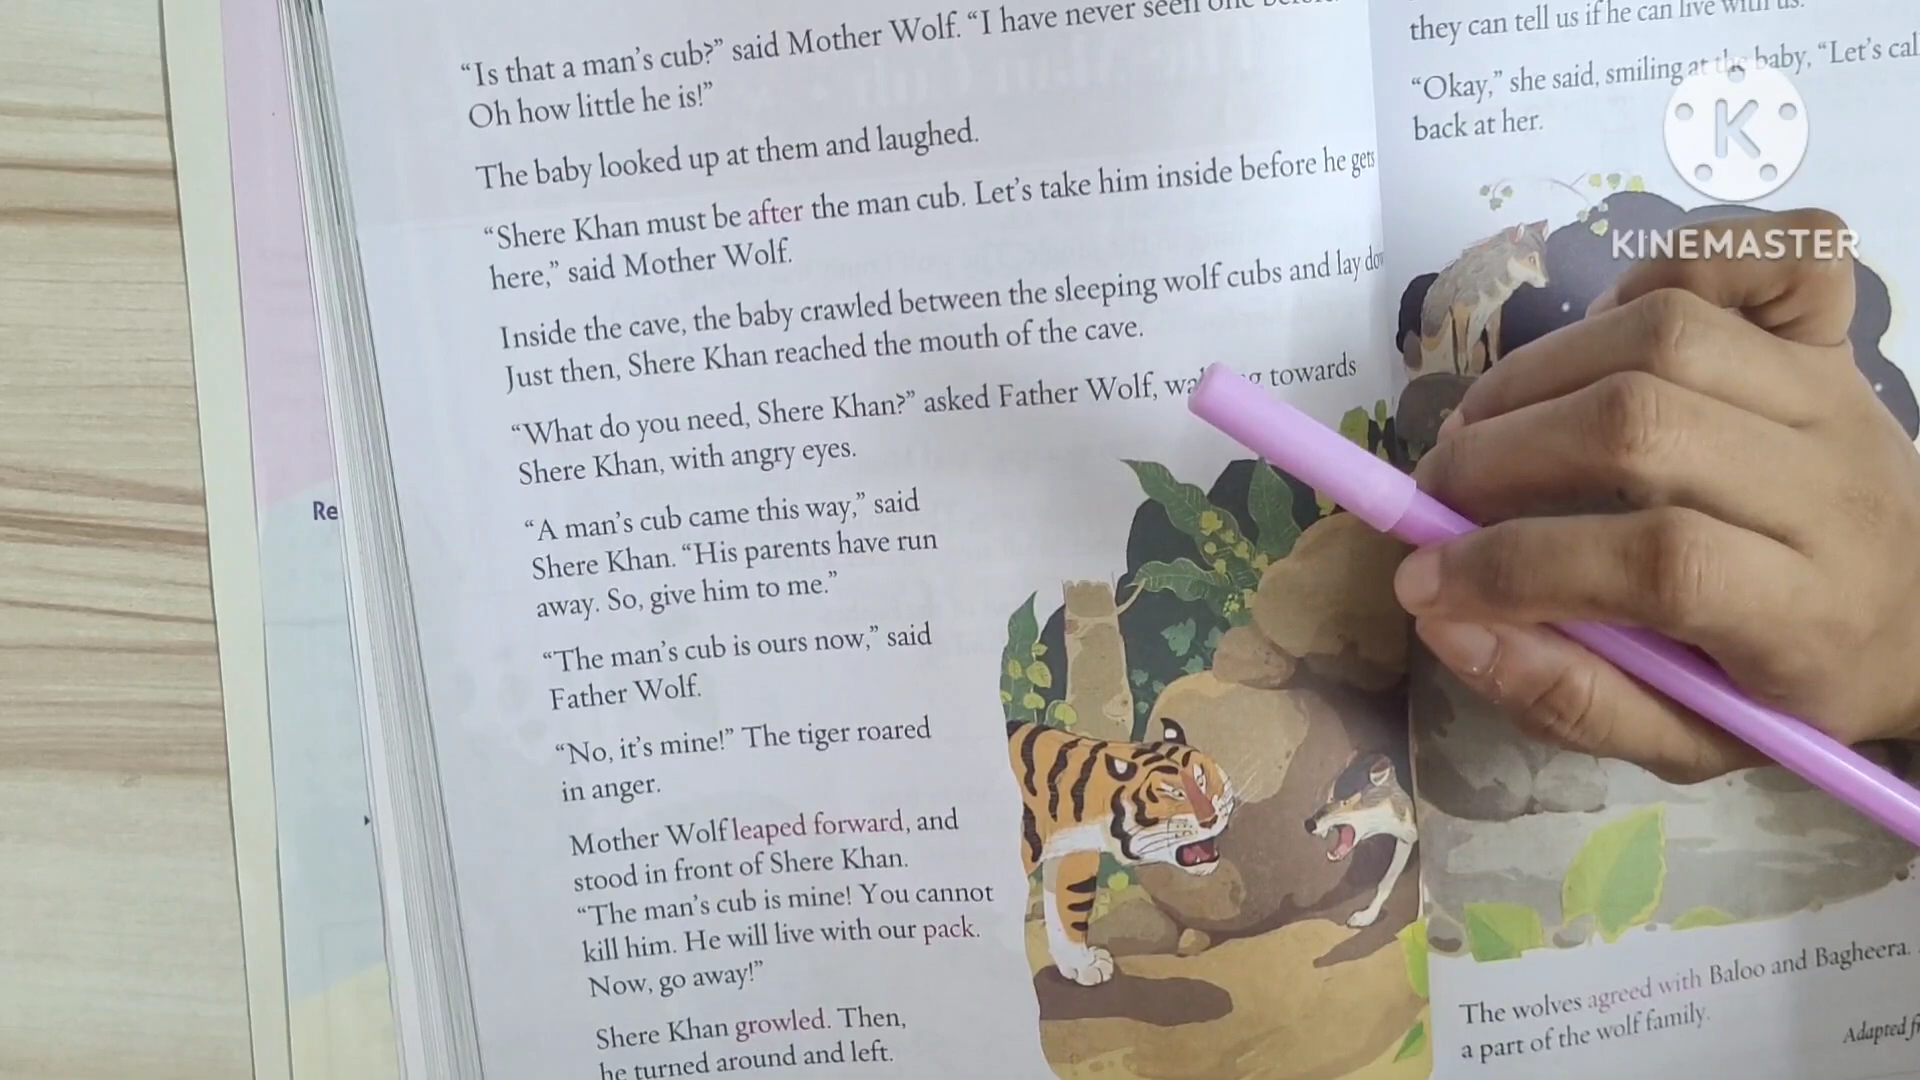 “Is that a man’s cub?” said Mother Wolf. “I have never seen one
Oh how little he is!”
The baby looked up at them and laughed.
“Shere Khan must be after the man cub. Let’s take him inside before he gets
here,” said Mother Wolf.
Inside the cave, the baby crawled between the sleeping wolf cubs and lay
Just then, Shere Khan reached the mouth of the cave.
“What do you need, Shere Khan?” asked Father Wolf, towards
Shere Khan, with angry eyes.
“A man’s cub came this way,” said
Shere Khan. “His parents have run
away. So, give him to me.”
“The man’s cub is ours now,” said
Father Wolf.
“No, it’s mine!” The tiger roared
in anger.
Mother Wolf leaped forward, and
stood in front of Shere Khan.
“The man’s cub is mine! You cannot
kill him. He will live with our pack.
Now, go away!”
Shere Khan growled. Then,
he turned around and left.
they can tell us if he can live with us.
“Okay,” she said, smiling at the baby, “Let’s
back at her.
The wolves agreed with Baloo and Bagheera.
a part of the wolf family.
Adapted
Re
K
KINEMASTER